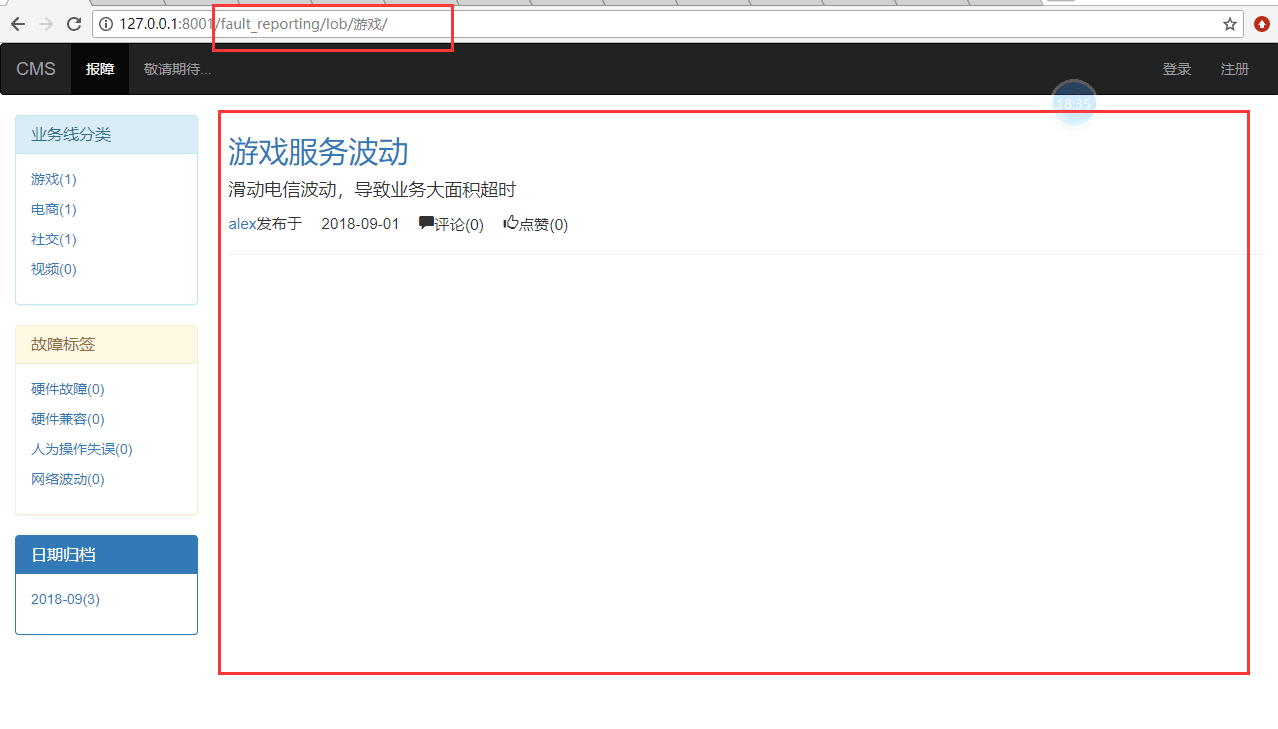 127.0.0.1:8001/fault_reporting/lob/游戏/
CMS 报障 敬请期待... 登录 注册
18:35
业务线分类
游戏(1)
电商(1)
社交(1)
视频(0)
故障标签
硬件故障(0)
硬件兼容(0)
人为操作失误(0)
网络波动(0)
日期归档
2018-09(3)
游戏服务波动
滑动电信波动，导致业务大面积超时
alex发布于 2018-09-01 评论(0) 点赞(0)